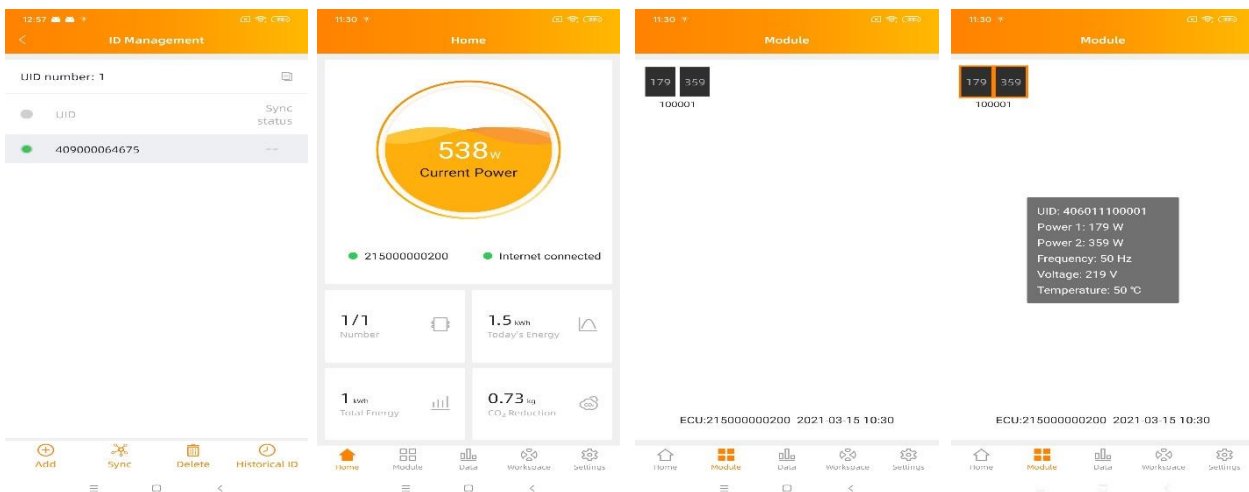 12:57
ID Management
UID number: 1
UID
Sync
status
409000064675
--
Add
Sync
Delete
Historical ID
11:30
Home
538W
Current Power
215000000200
Internet connected
1/1
Number
1.5 kWh
Today's Energy
1 kWh
Total Energy
0.73 kg
CO₂ Reduction
Home
Module
Data
Workspace
Settings
11:30
Module
179 359
100001
ECU:215000000200 2021-03-15 10:30
Home
Module
Data
Workspace
Settings
11:30
Module
179 359
100001
UID: 406011100001
Power 1: 179 W
Power 2: 359 W
Frequency: 50 Hz
Voltage: 219 V
Temperature: 50 ℃
ECU:215000000200 2021-03-15 10:30
Home
Module
Data
Workspace
Settings